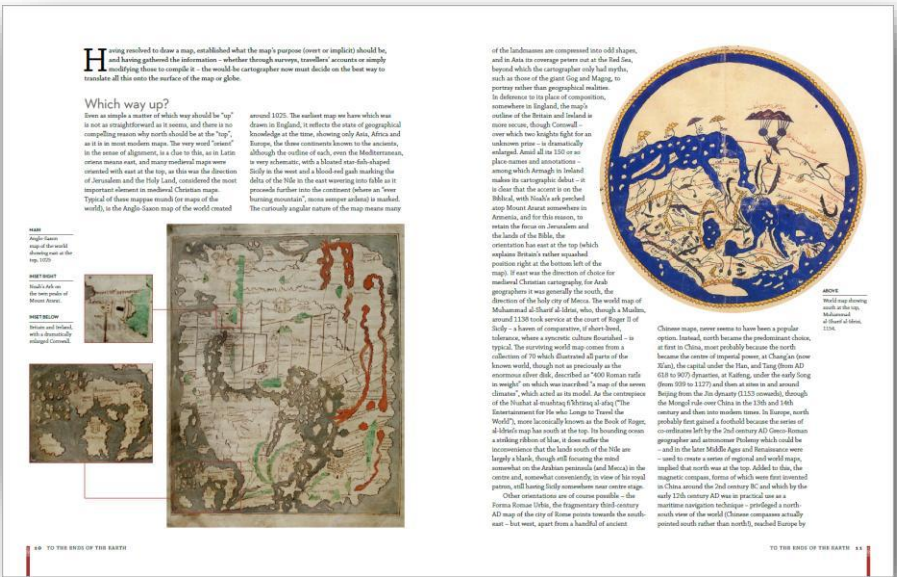 Having resolved to draw a map, established what the map's purpose (overt or implicit) should be,
and having gathered the information – whether through surveys, travellers' accounts or simply
modifying those to compile it – the would-be cartographer now must decide on the best way to
translate all this onto the surface of the map or globe.
Which way up?
Even as simple a matter of which way should be "up"
is not as straightforward as it seems, and there is no
compelling reason why north should be at the "top",
as it is in most modern maps. The very word "orient"
in the sense of alignment, is a clue to this, as in Latin
oriens means east, and many medieval maps were
oriented with east at the top, as this was the direction
of Jerusalem and the Holy Land, considered the most
important element in medieval Christian maps.
Typical of these mappae mundi (or maps of the
world), is the Anglo-Saxon map of the world created
around 1025. The earliest map we have which was
drawn in England, it reflects the state of geographical
knowledge at the time, showing only Asia, Africa and
Europe, the three continents known to the ancients,
although the outline of each, even the Mediterranean,
is very schematic, with a bloated star-fish-shaped
Sicily in the west and a blood-red gash marking the
delta of the Nile in the east wavering into fable as it
proceeds further into the continent (where an "ever
burning mountain", mons semper ardens) is marked.
The curiously angular nature of the map means many
MAIN
Anglo-Saxon
map of the world
showing east at the
top, 1025
INSET RIGHT
Noah's Ark on
the twin peaks of
Mount Ararat.
INSET BELOW
Britain and Ireland,
with a dramatically
enlarged Cornwall.
20 TO THE ENDS OF THE EARTH
of the landmasses are compressed into odd shapes,
and in Asia its coverage peters out at the Red Sea,
beyond which the cartographer only had myths,
such as those of the giant Gog and Magog, to
portray rather than geographical realities.
In deference to its place of composition,
somewhere in England, the map's
outline of the Britain and Ireland is
more secure, though Cornwall –
over which two knights fight for an
unknown prize – is dramatically
enlarged. Amid all its 150 or so
place-names and annotations –
among which Armagh in Ireland
makes its cartographic debut – it
is clear that the accent is on the
Biblical, with Noah's ark perched
atop Mount Ararat somewhere in
Armenia, and for this reason, to
retain the focus on Jerusalem and
the lands of the Bible, the
orientation has east at the top (which
explains Britain's rather squashed
position right at the bottom left of the
map). If east was the direction of choice for
medieval Christian cartography, for Arab
geographers it was generally the south, the
direction of the holy city of Mecca. The world map of
Muhammad al-Sharif al-Idrisi, who, though a Muslim,
around 1138 took service at the court of Roger II of
Sicily – a haven of comparative, if short-lived,
tolerance, where a syncretic culture flourished – is
typical. The surviving world map comes from a
collection of 70 which illustrated all parts of the
known world, though not as precisely as the
enormous silver disk, described as "400 Roman ratls
in weight" on which was inscribed "a map of the seven
climates", which acted as its model. As the centrepiece
of the Nushat al-mushtaq fi'khtiraq al-afaq ("The
Entertainment for He who Longs to Travel the
World"), more laconically known as the Book of Roger,
al-Idrisi's map has south at the top. Its bounding ocean
a striking ribbon of blue, it does suffer the
inconvenience that the lands south of the Nile are
largely a blank, though still focusing the mind
somewhat on the Arabian peninsula (and Mecca) in the
centre and, somewhat conveniently, in view of his royal
patron, still having Sicily somewhere near centre stage.
Other orientations are of course possible – the
Forma Romae Urbis, the fragmentary third-century
AD map of the city of Rome points towards the south-
east – but west, apart from a handful of ancient
ABOVE
World map showing
south at the top,
Muhammad
al-Sharif al-Idrisi,
1154.
Chinese maps, never seems to have been a popular
option. Instead, north became the predominant choice,
at first in China, most probably because the north
became the centre of imperial power, at Chang'an (now
Xi'an), the capital under the Han, and Tang (from AD
618 to 907) dynasties, at Kaifeng, under the early Song
(from 939 to 1127) and then at sites in and around
Beijing from the Jin dynasty (1153 onwards), through
the Mongol rule over China in the 13th and 14th
century and then into modern times. In Europe, north
probably first gained a foothold because the series of
co-ordinates left by the 2nd century AD Greco-Roman
geographer and astronomer Ptolemy which could be
– and in the later Middle Ages and Renaissance were
– used to create a series of regional and world maps,
implied that north was at the top. Added to this, the
magnetic compass, forms of which were first invented
in China around the 2nd century BC and which by the
early 12th century AD was in practical use as a
maritime navigation technique – privileged a north-
south view of the world (Chinese compasses actually
pointed south rather than north!), reached Europe by
TO THE ENDS OF THE EARTH 21